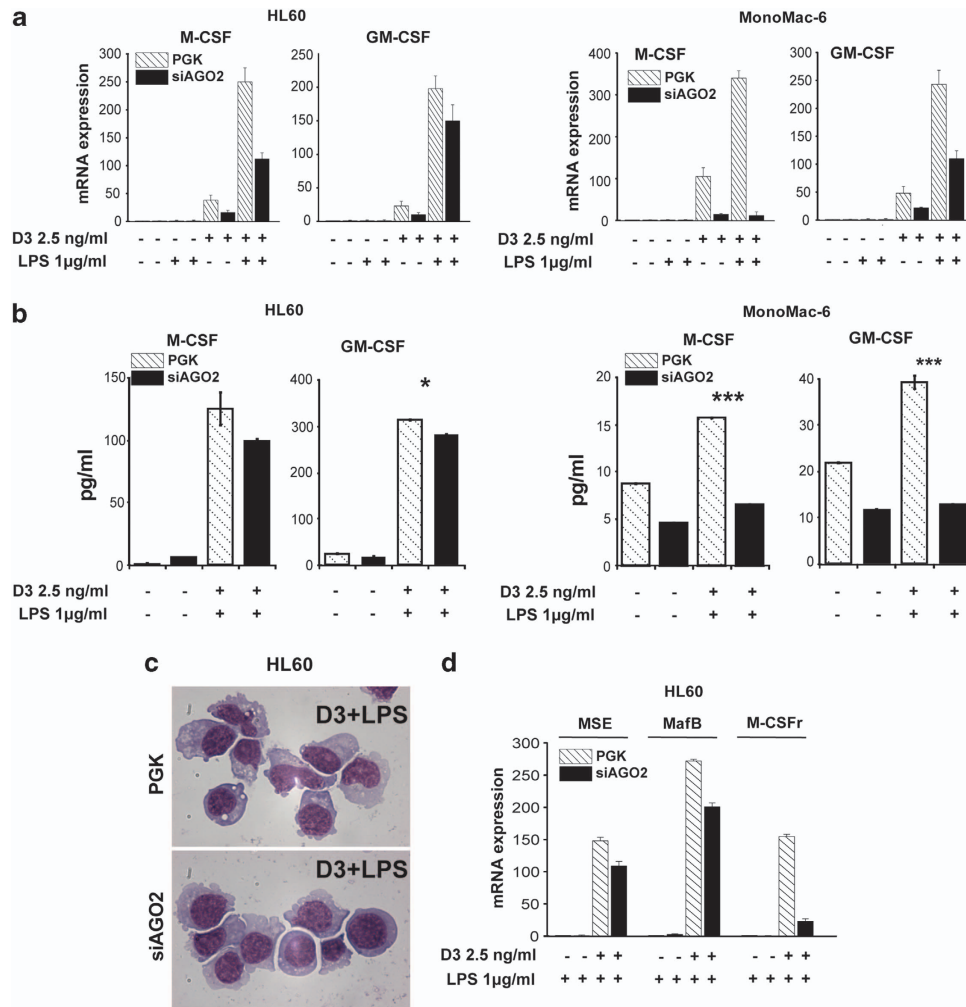 a
HL60
M-CSF
PGK
siAGO2
GM-CSF
mRNA expression
300
250
200
150
100
50
0
250
200
150
100
50
0
MonoMac-6
M-CSF
PGK
siAGO2
GM-CSF
mRNA expression
400
300
200
100
0
300
250
200
150
100
50
0
D3 2.5 ng/ml - - - - + + + + - - - - + + + +
LPS 1µg/ml - - + + - - + + - - + + - - + +
D3 2.5 ng/ml - - - - + + + + - - - - + + + +
LPS 1µg/ml - - + + - - + + - - + + - - + +
b
HL60
M-CSF
PGK
siAGO2
GM-CSF
pg/ml
150
100
50
0
400
300
200
100
0
*
MonoMac-6
M-CSF
PGK
siAGO2
GM-CSF
pg/ml
20
15
10
5
0
***
40
30
20
10
0
***
D3 2.5 ng/ml - - + + - - + +
LPS 1µg/ml - - + + - - + +
D3 2.5 ng/ml - - + + - - + +
LPS 1µg/ml - - + + - - + +
c
HL60
PGK
D3+LPS
siAGO2
D3+LPS
d
HL60
MSE MafB M-CSFr
PGK
siAGO2
mRNA expression
300
250
200
150
100
50
0
D3 2.5 ng/ml - - + + - - + + - - + +
LPS 1µg/ml + + + + + + + + + + + +